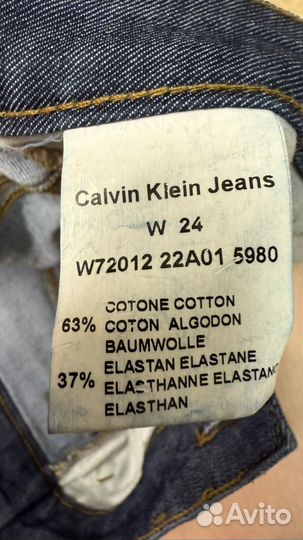 Calvin Klein Jeans
W 24
W72012 22A01 5980
COTONE COTTON
63% COTON ALGODON
BAUMWOLLE
ELASTAN ELASTANE
37% ELASTHANNE ELASTANO
ELASTHAN
Avito